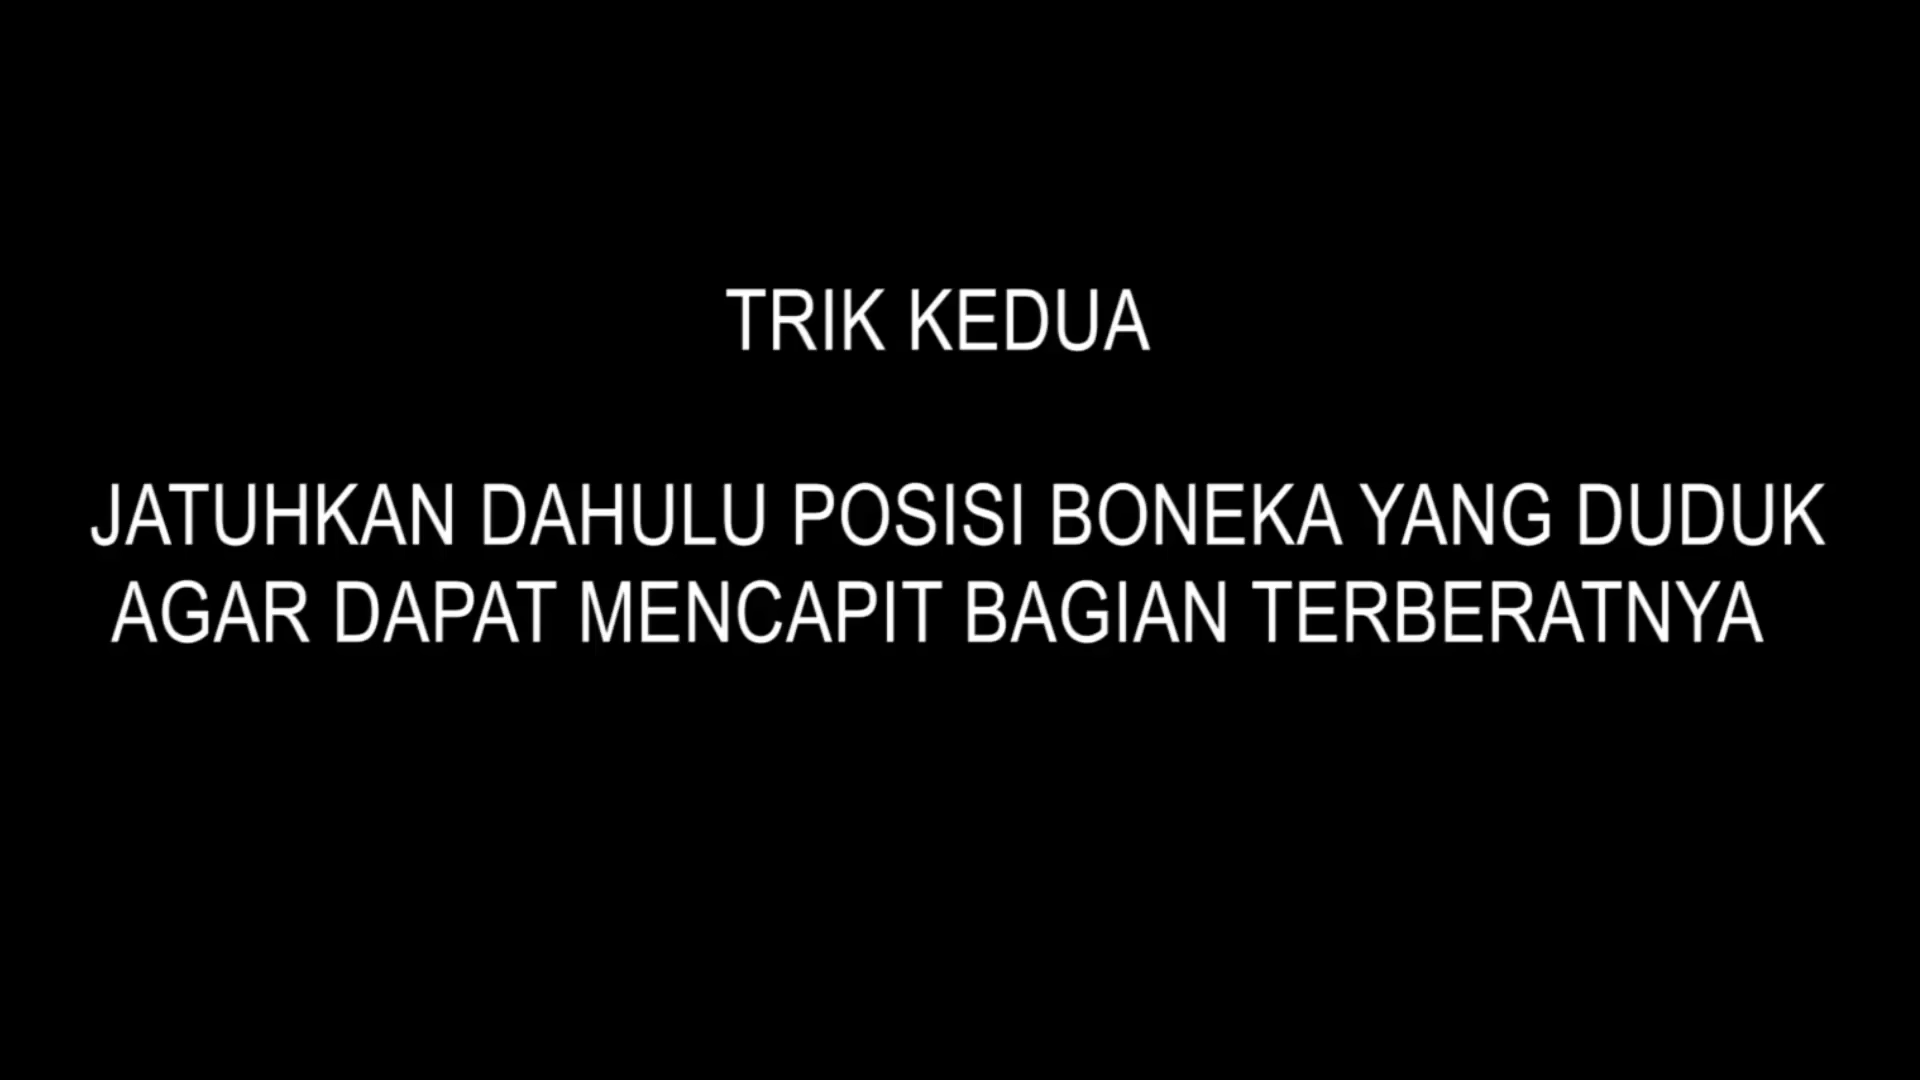 TRIK KEDUA
JATUHKAN DAHULU POSISI BONEKA YANG DUDUK
AGAR DAPAT MENCAPIT BAGIAN TERBERATNYA